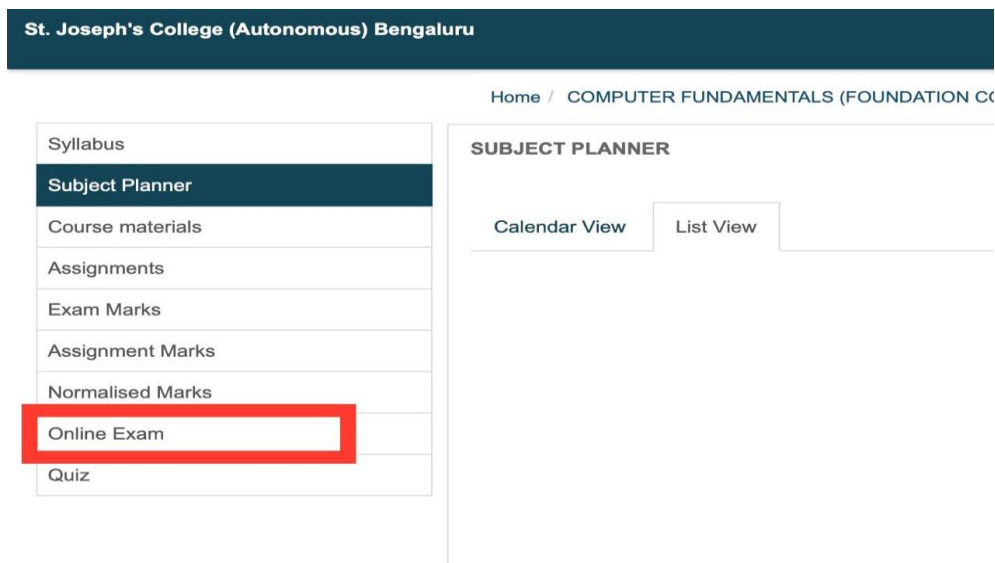 St. Joseph's College (Autonomous) Bengaluru
Home / COMPUTER FUNDAMENTALS (FOUNDATION
Syllabus
Subject Planner
Course materials
Assignments
Exam Marks
Assignment Marks
Normalised Marks
Online Exam
Quiz
SUBJECT PLANNER
Calendar View List View